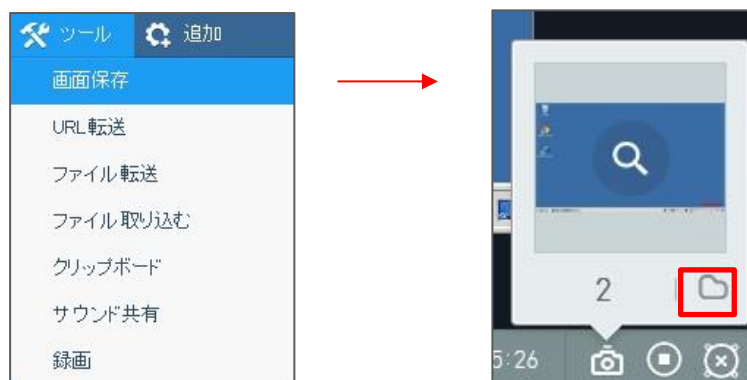 ツール 追加
画面保存
URL転送
ファイル転送
ファイル取り込む
クリップボード
サウンド共有
録画
2
5:26